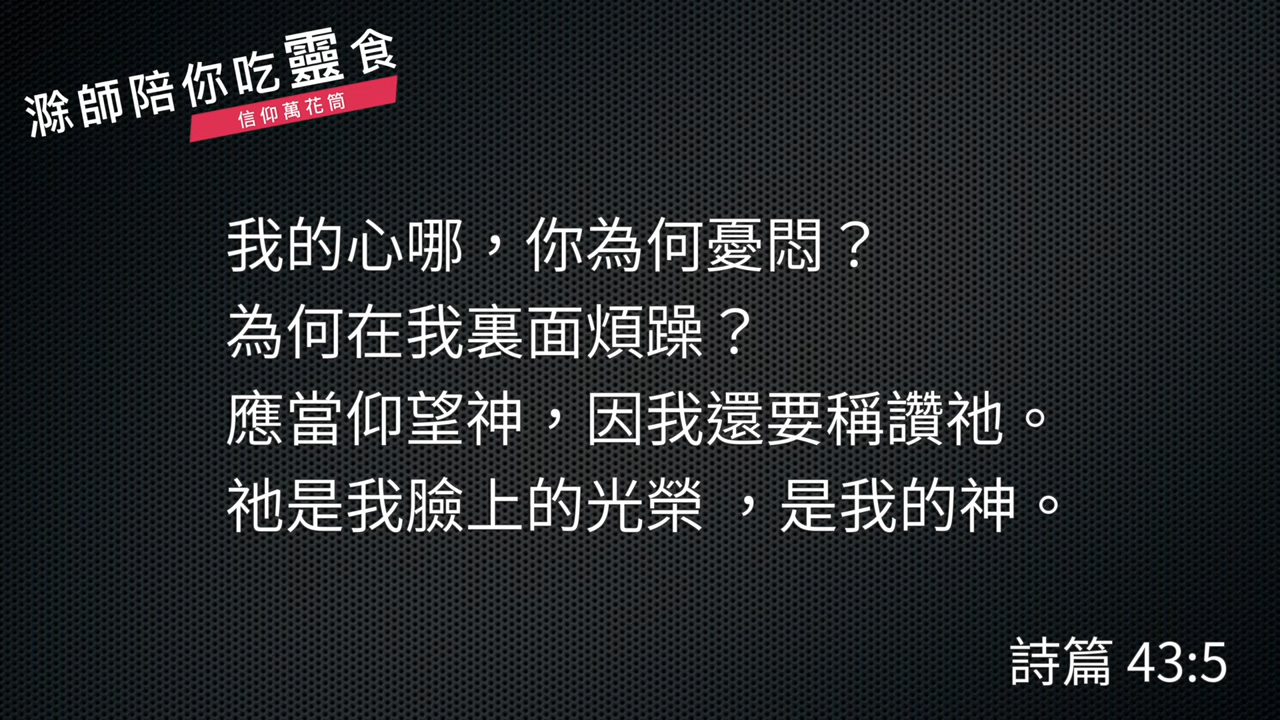 滁師陪你吃靈食
信仰萬花筒
我的心哪，你為何憂悶？
為何在我裏面煩躁？
應當仰望神，因我還要稱讚祂。
祂是我臉上的光榮 ，是我的神。
詩篇 43:5